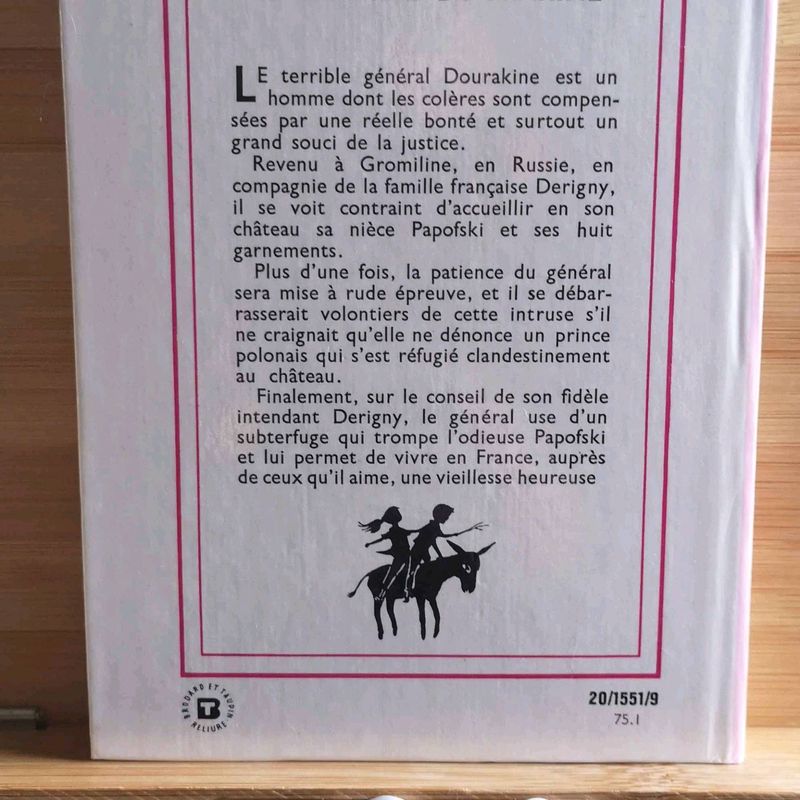 LE terrible général Dourakine est un
homme dont les colères sont compen-
sées par une réelle bonté et surtout un
grand souci de la justice.
Revenu à Gromiline, en Russie, en
compagnie de la famille française Derigny,
il se voit contraint d'accueillir en son
château sa nièce Papofski et ses huit
garnements.
Plus d'une fois, la patience du général
sera mise à rude épreuve, et il se débar-
rasserait volontiers de cette intruse s'il
ne craignait qu'elle ne dénonce un prince
polonais qui s'est réfugié clandestinement
au château.
Finalement, sur le conseil de son fidèle
intendant Derigny, le général use d'un
subterfuge qui trompe l'odieuse Papofski
et lui permet de vivre en France, auprès
de ceux qu'il aime, une vieillesse heureuse
BRODARD ET TAUPIN
BT
RELIURE
20/1551/9
75.1